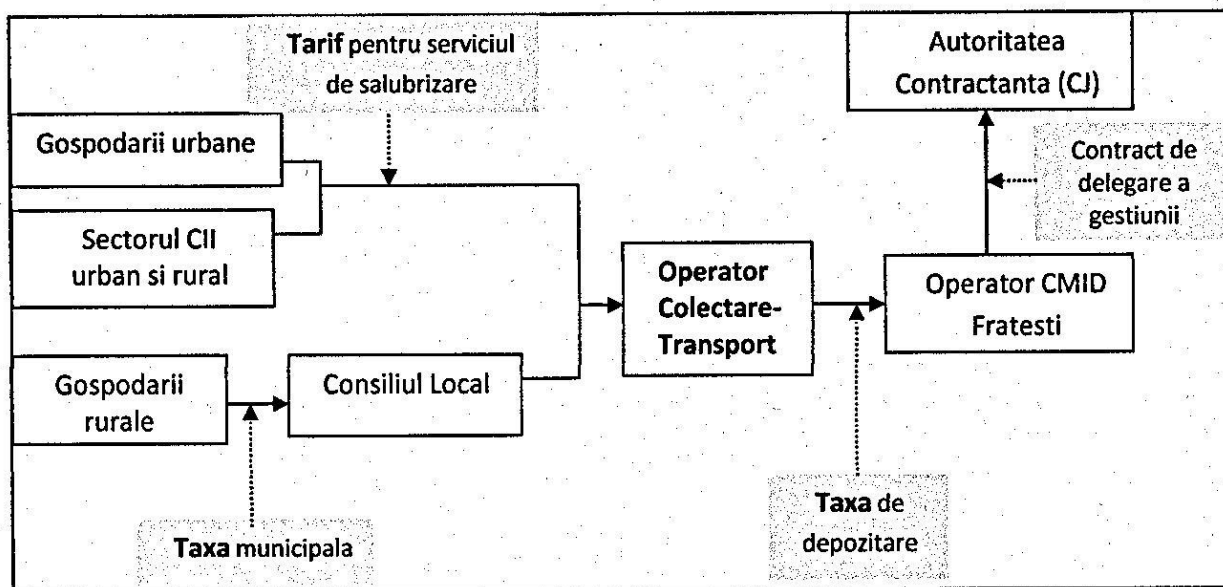 Tarif pentru serviciul
de salubrizare
Autoritatea
Contractanta (CJ)
Gospodarii urbane
Contract de
delegare a
gestiunii
Sectorul CII
urban si rural
Operator
Colectare-
Transport
Operator CMID
Fratesti
Gospodarii
rurale
Consiliul Local
Taxa municipala
Taxa de
depozitare